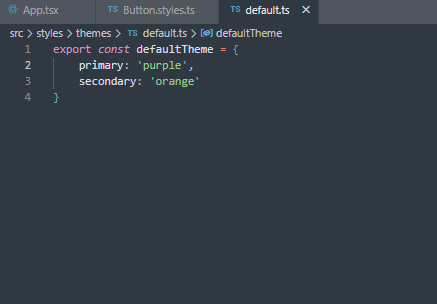 App.tsx TS Button.styles.ts TS default.ts ×
src > styles > themes > TS default.ts > defaultTheme
1 export const defaultTheme = {
2 primary: 'purple',
3 secondary: 'orange'
4 }